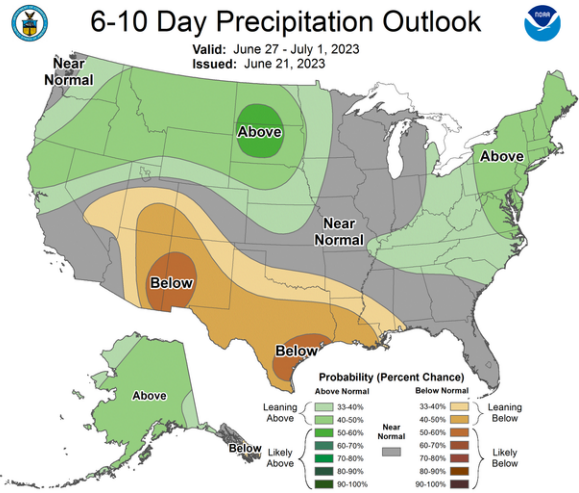 6-10 Day Precipitation Outlook
Valid: June 27 - July 1, 2023
Issued: June 21, 2023
NOAA
Near
Normal
Above
Above
Near
Normal
Below
Below
Above
Below
Probability (Percent Chance)
Above Normal
Below Normal
Leaning
Above
33-40%
40-50%
Likely
Above
50-60%
60-70%
70-80%
80-90%
90-100%
Near
Normal
33-40%
40-50%
Leaning
Below
50-60%
60-70%
70-80%
80-90%
90-100%
Likely
Below